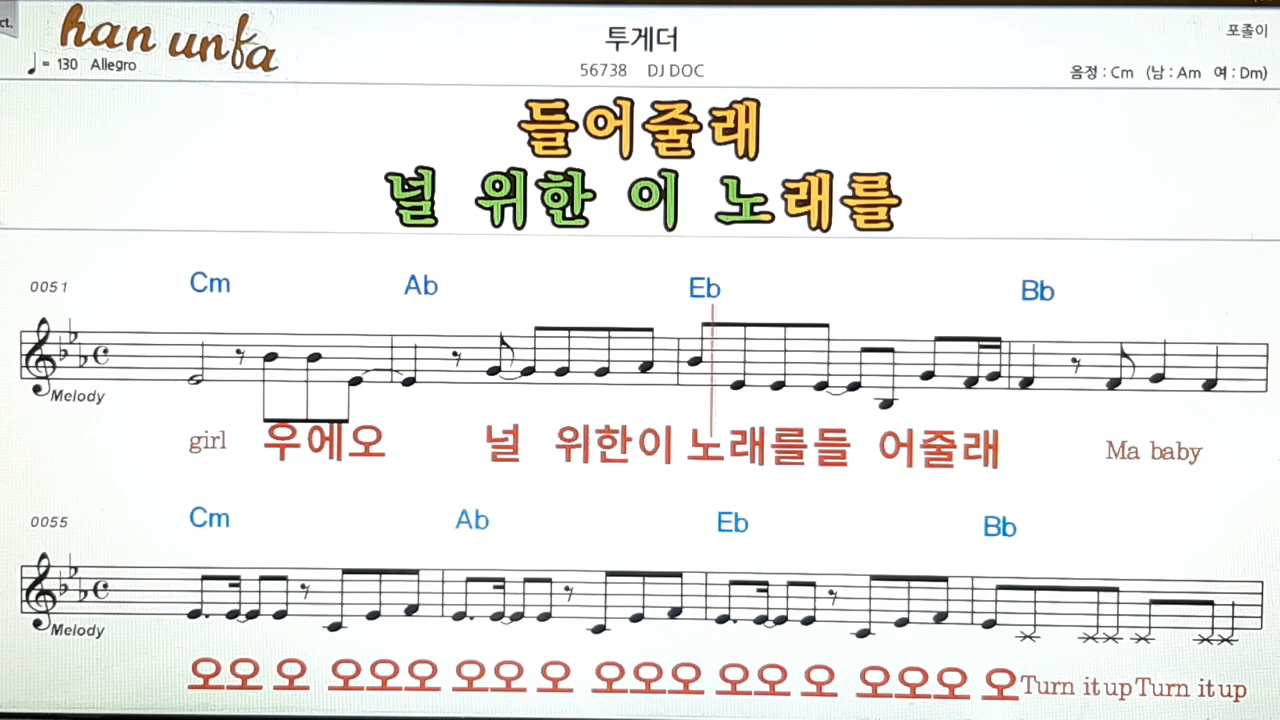 ct.
han unfa
투게더
포졸이
♩= 130 Allegro
56738 DJ DOC
음정 : Cm (남 : Am 여 : Dm)
들어줄래
널 위한 이 노래를
0051
Cm Ab Eb Bb
Melody
girl 우에오 널 위한이 노래를들 어줄래 Ma baby
0055
Cm Ab Eb Bb
Melody
오오 오 오오오 오오 오 오오오 오오 오 오오오 오Turn it up Turn it up